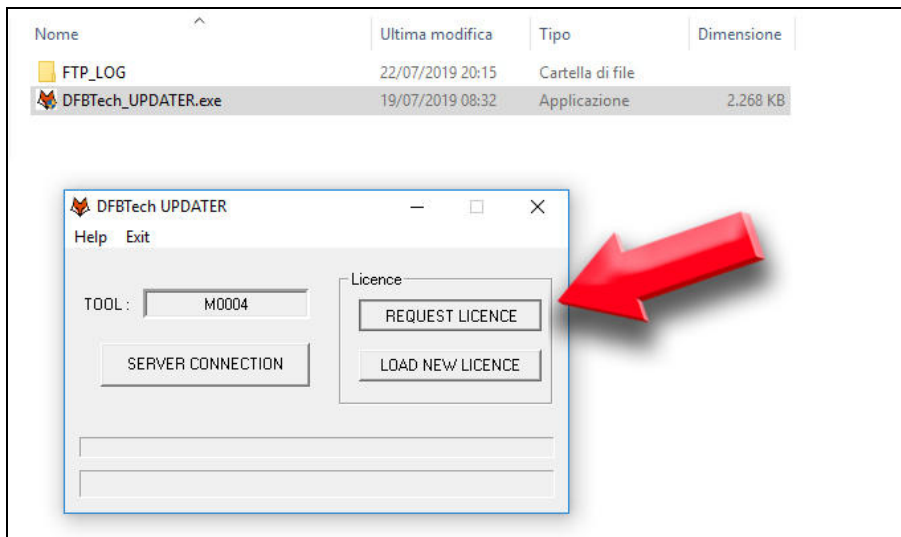 Nome Ultima modifica Tipo Dimensione
FTP_LOG 22/07/2019 20:15 Cartella di file
DFBTech_UPDATER.exe 19/07/2019 08:32 Applicazione 2.268 KB
DFBTech UPDATER
Help Exit
Licence
TOOL : M0004
REQUEST LICENCE
SERVER CONNECTION
LOAD NEW LICENCE